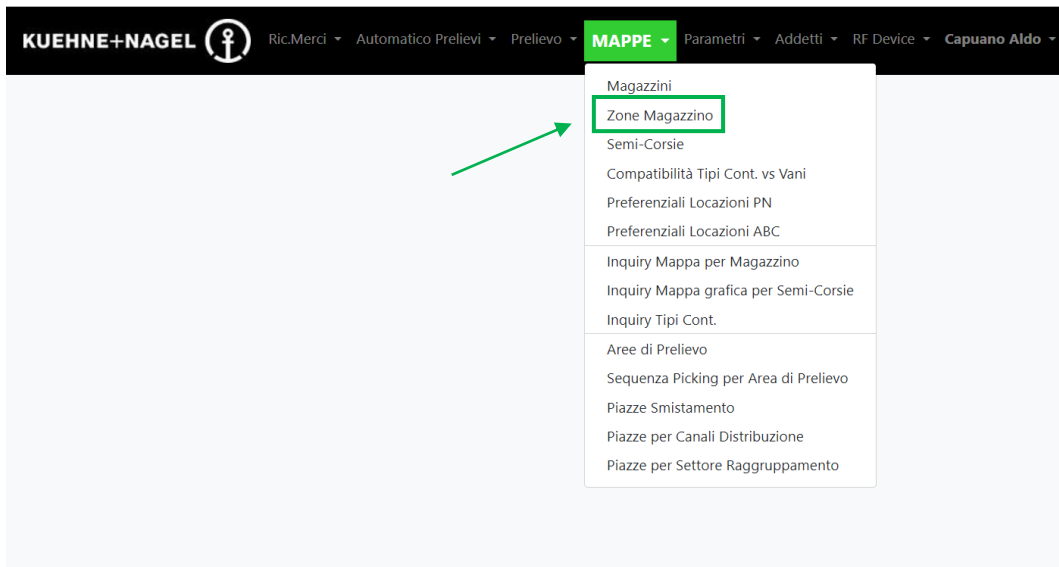 KUEHNE+NAGEL Ric.Merci Automatico Prelievi Prelievo MAPPE Parametri Addetti RF Device Capuano Aldo
Magazzini
Zone Magazzino
Semi-Corsie
Compatibilità Tipi Cont. vs Vani
Preferenziali Locazioni PN
Preferenziali Locazioni ABC
Inquiry Mappa per Magazzino
Inquiry Mappa grafica per Semi-Corsie
Inquiry Tipi Cont.
Aree di Prelievo
Sequenza Picking per Area di Prelievo
Piazze Smistamento
Piazze per Canali Distribuzione
Piazze per Settore Raggruppamento